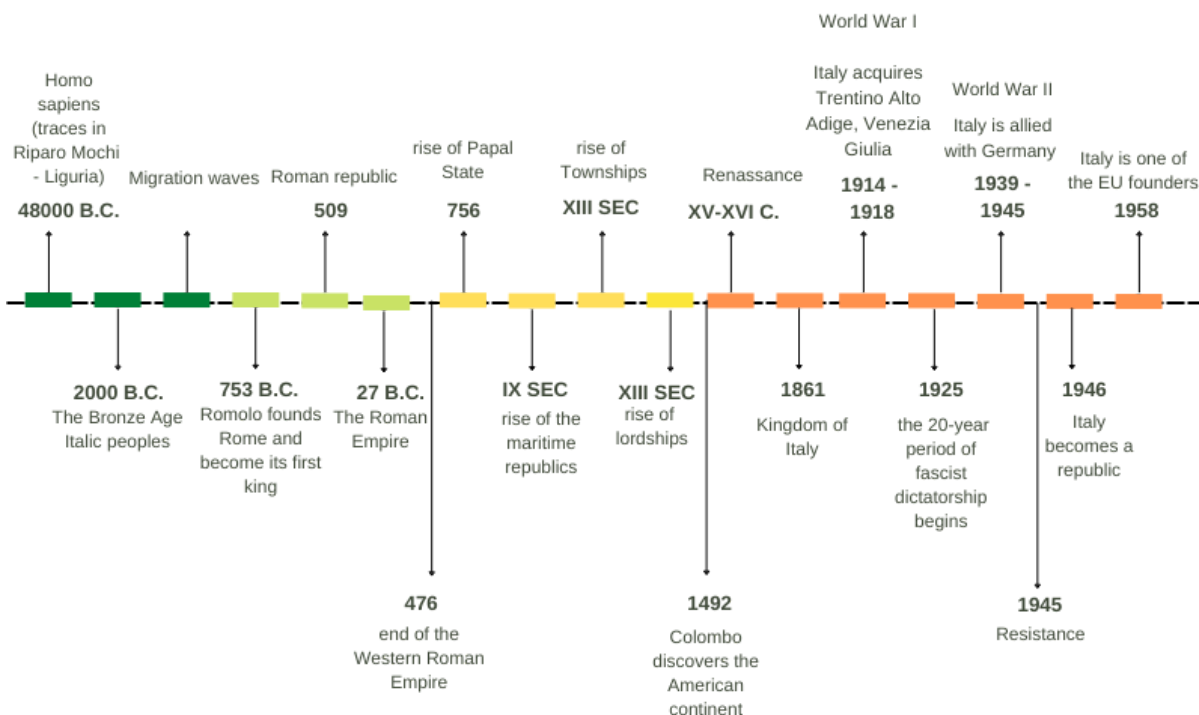 Homo
sapiens
(traces in
Riparo Mochi
- Liguria)
48000 B.C.
2000 B.C.
The Bronze Age
Italic peoples
Migration waves
753 B.C.
Romolo founds
Rome and
become its first
king
Roman republic
509
27 B.C.
The Roman
Empire
476
end of the
Western Roman
Empire
rise of Papal
State
756
IX SEC
rise of the
maritime
republics
rise of
Townships
XIII SEC
XIII SEC
rise of
lordships
1492
Colombo
discovers the
American
continent
Renassance
XV-XVI C.
1861
Kingdom of
Italy
World War I
Italy acquires
Trentino Alto
Adige, Venezia
Giulia
1914 -
1918
1925
the 20-year
period of
fascist
dictatorship
begins
World War II
Italy is allied
with Germany
1939 -
1945
1945
Resistance
1946
Italy
becomes a
republic
Italy is one of
the EU founders
1958